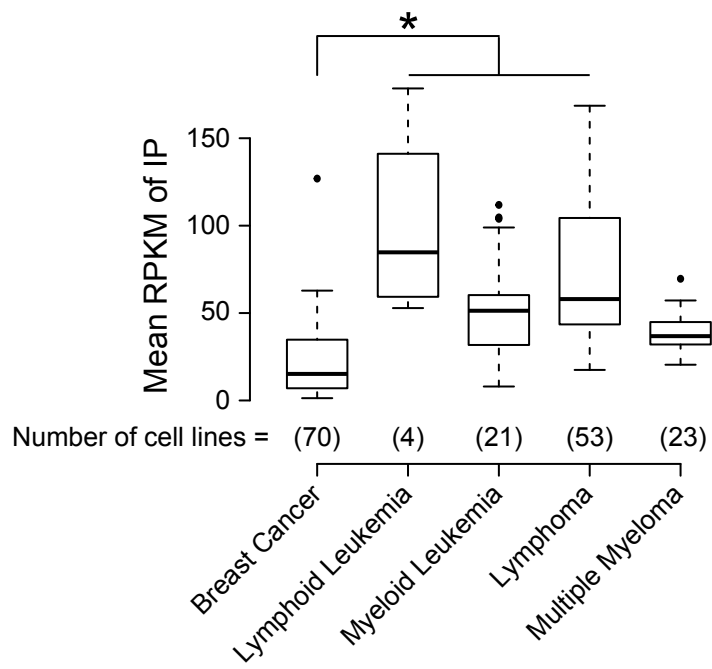 *
Mean RPKM of IP
150
100
50
0
Number of cell lines = (70) (4) (21) (53) (23)
Breast Cancer
Lymphoid Leukemia
Myeloid Leukemia
Lymphoma
Multiple Myeloma